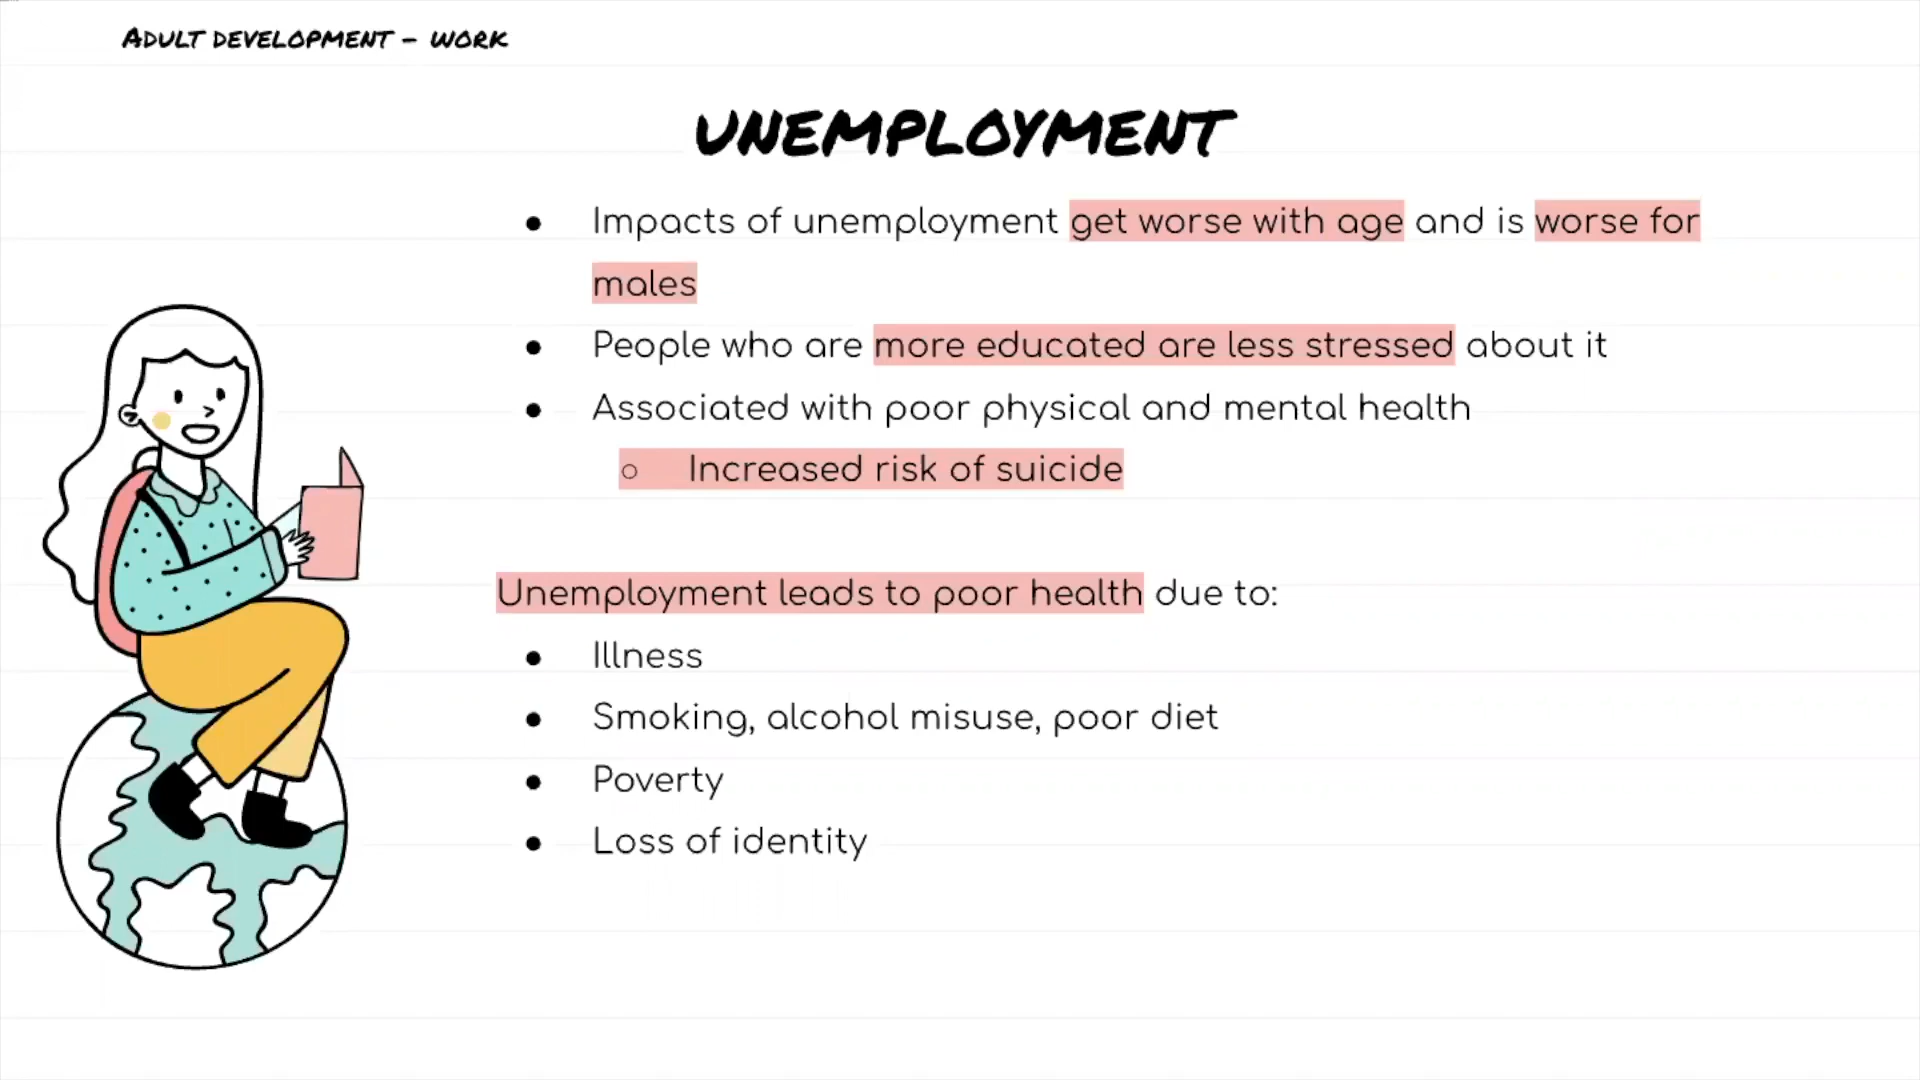 ADULT DEVELOPMENT - WORK
UNEMPLOYMENT
● Impacts of unemployment get worse with age and is worse for
males
● People who are more educated are less stressed about it
● Associated with poor physical and mental health
○ Increased risk of suicide
Unemployment leads to poor health due to:
● Illness
● Smoking, alcohol misuse, poor diet
● Poverty
● Loss of identity